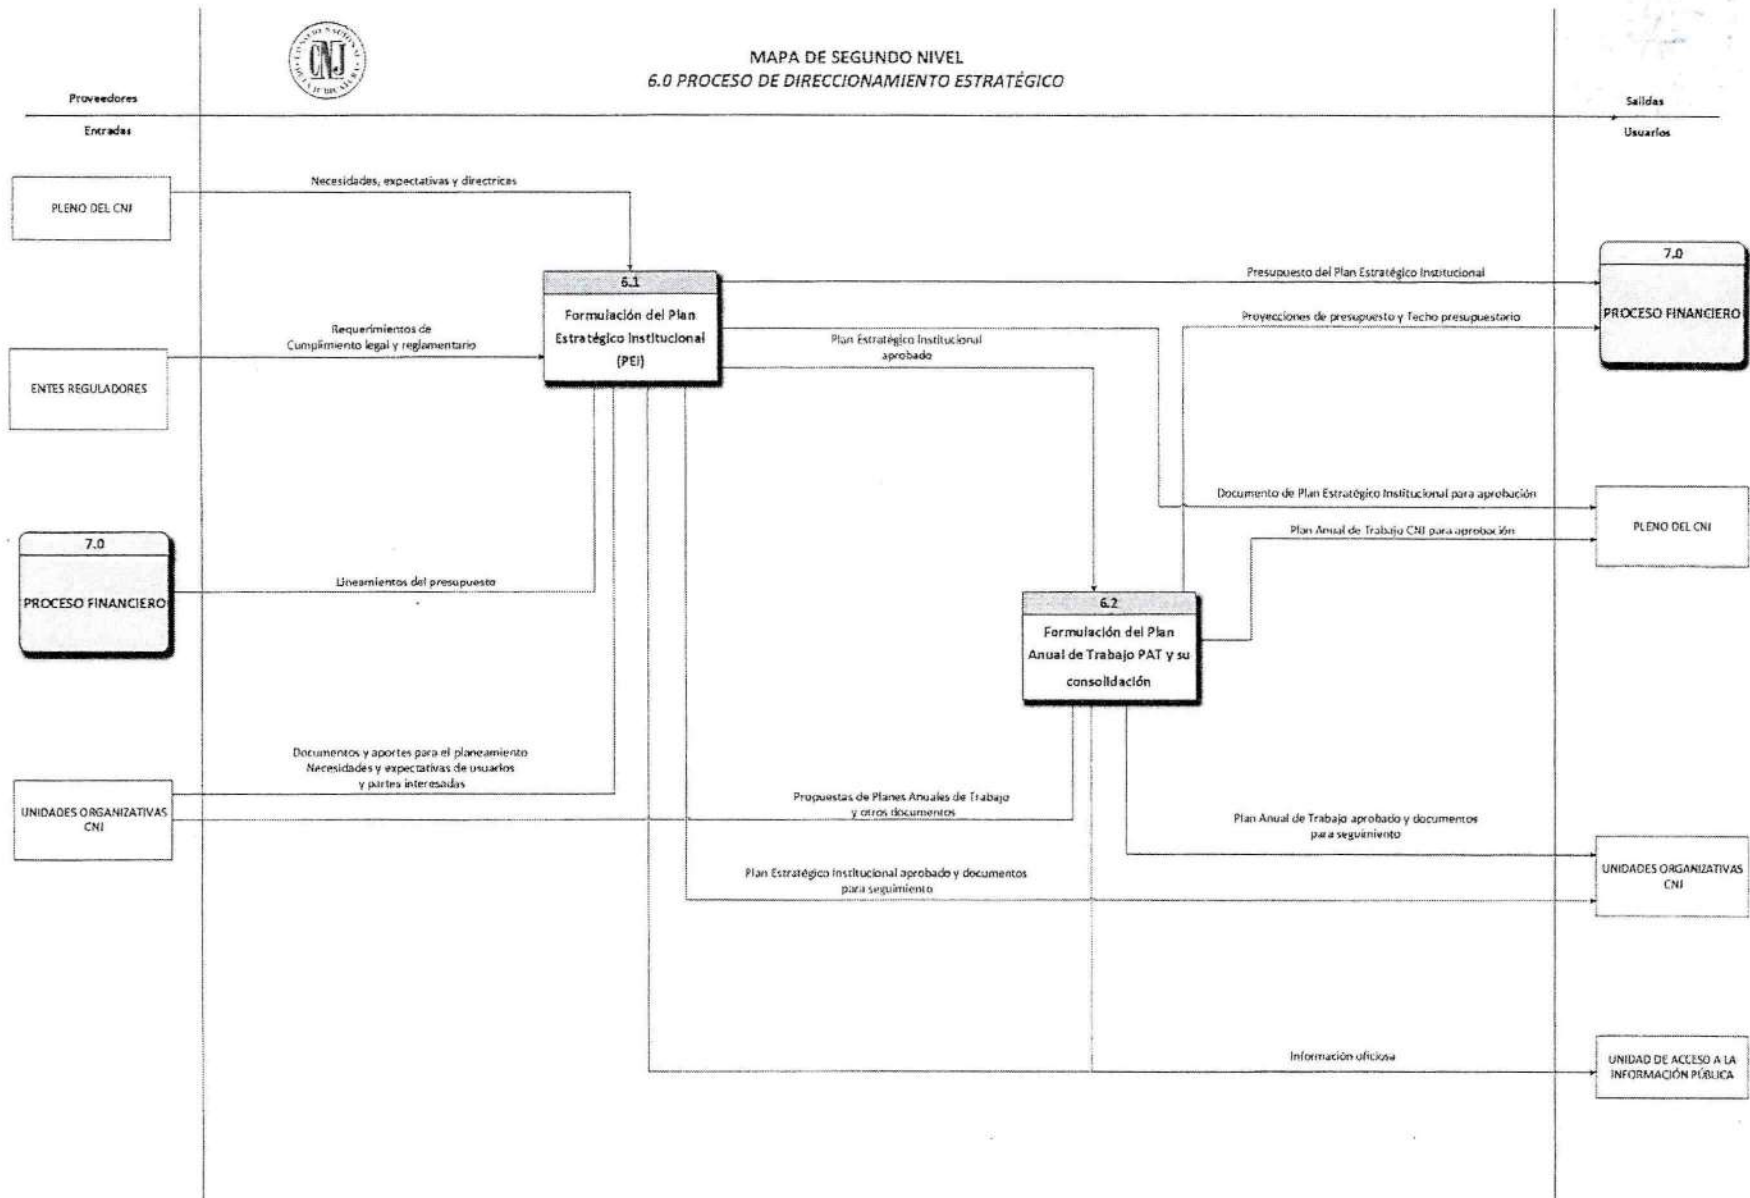 CONSEJO NACIONAL
CNJ
DE LA JUDICATURA
MAPA DE SEGUNDO NIVEL
6.0 PROCESO DE DIRECCIONAMIENTO ESTRATÉGICO
Proveedores
Entradas
Salidas
Usuarios
PLENO DEL CNJ
Necesidades, expectativas y directrices
6.1
Formulación del Plan
Estratégico Institucional
(PEI)
Requerimientos de
Cumplimiento legal y reglamentario
ENTES REGULADORES
Plan Estratégico Institucional
aprobado
Presupuesto del Plan Estratégico Institucional
Proyecciones de presupuesto y Techo presupuestario
7.0
PROCESO FINANCIERO
Documento de Plan Estratégico Institucional para aprobación
Plan Anual de Trabajo CNJ para aprobación
PLENO DEL CNJ
7.0
PROCESO FINANCIERO
Lineamientos del presupuesto
6.2
Formulación del Plan
Anual de Trabajo PAT y su
consolidación
Documentos y aportes para el planeamiento
Necesidades y expectativas de usuarios
y partes interesadas
UNIDADES ORGANIZATIVAS
CNJ
Propuestas de Planes Anuales de Trabajo
y otros documentos
Plan Anual de Trabajo aprobado y documentos
para seguimiento
Plan Estratégico Institucional aprobado y documentos
para seguimiento
UNIDADES ORGANIZATIVAS
CNJ
Información oficiosa
UNIDAD DE ACCESO A LA
INFORMACIÓN PÚBLICA